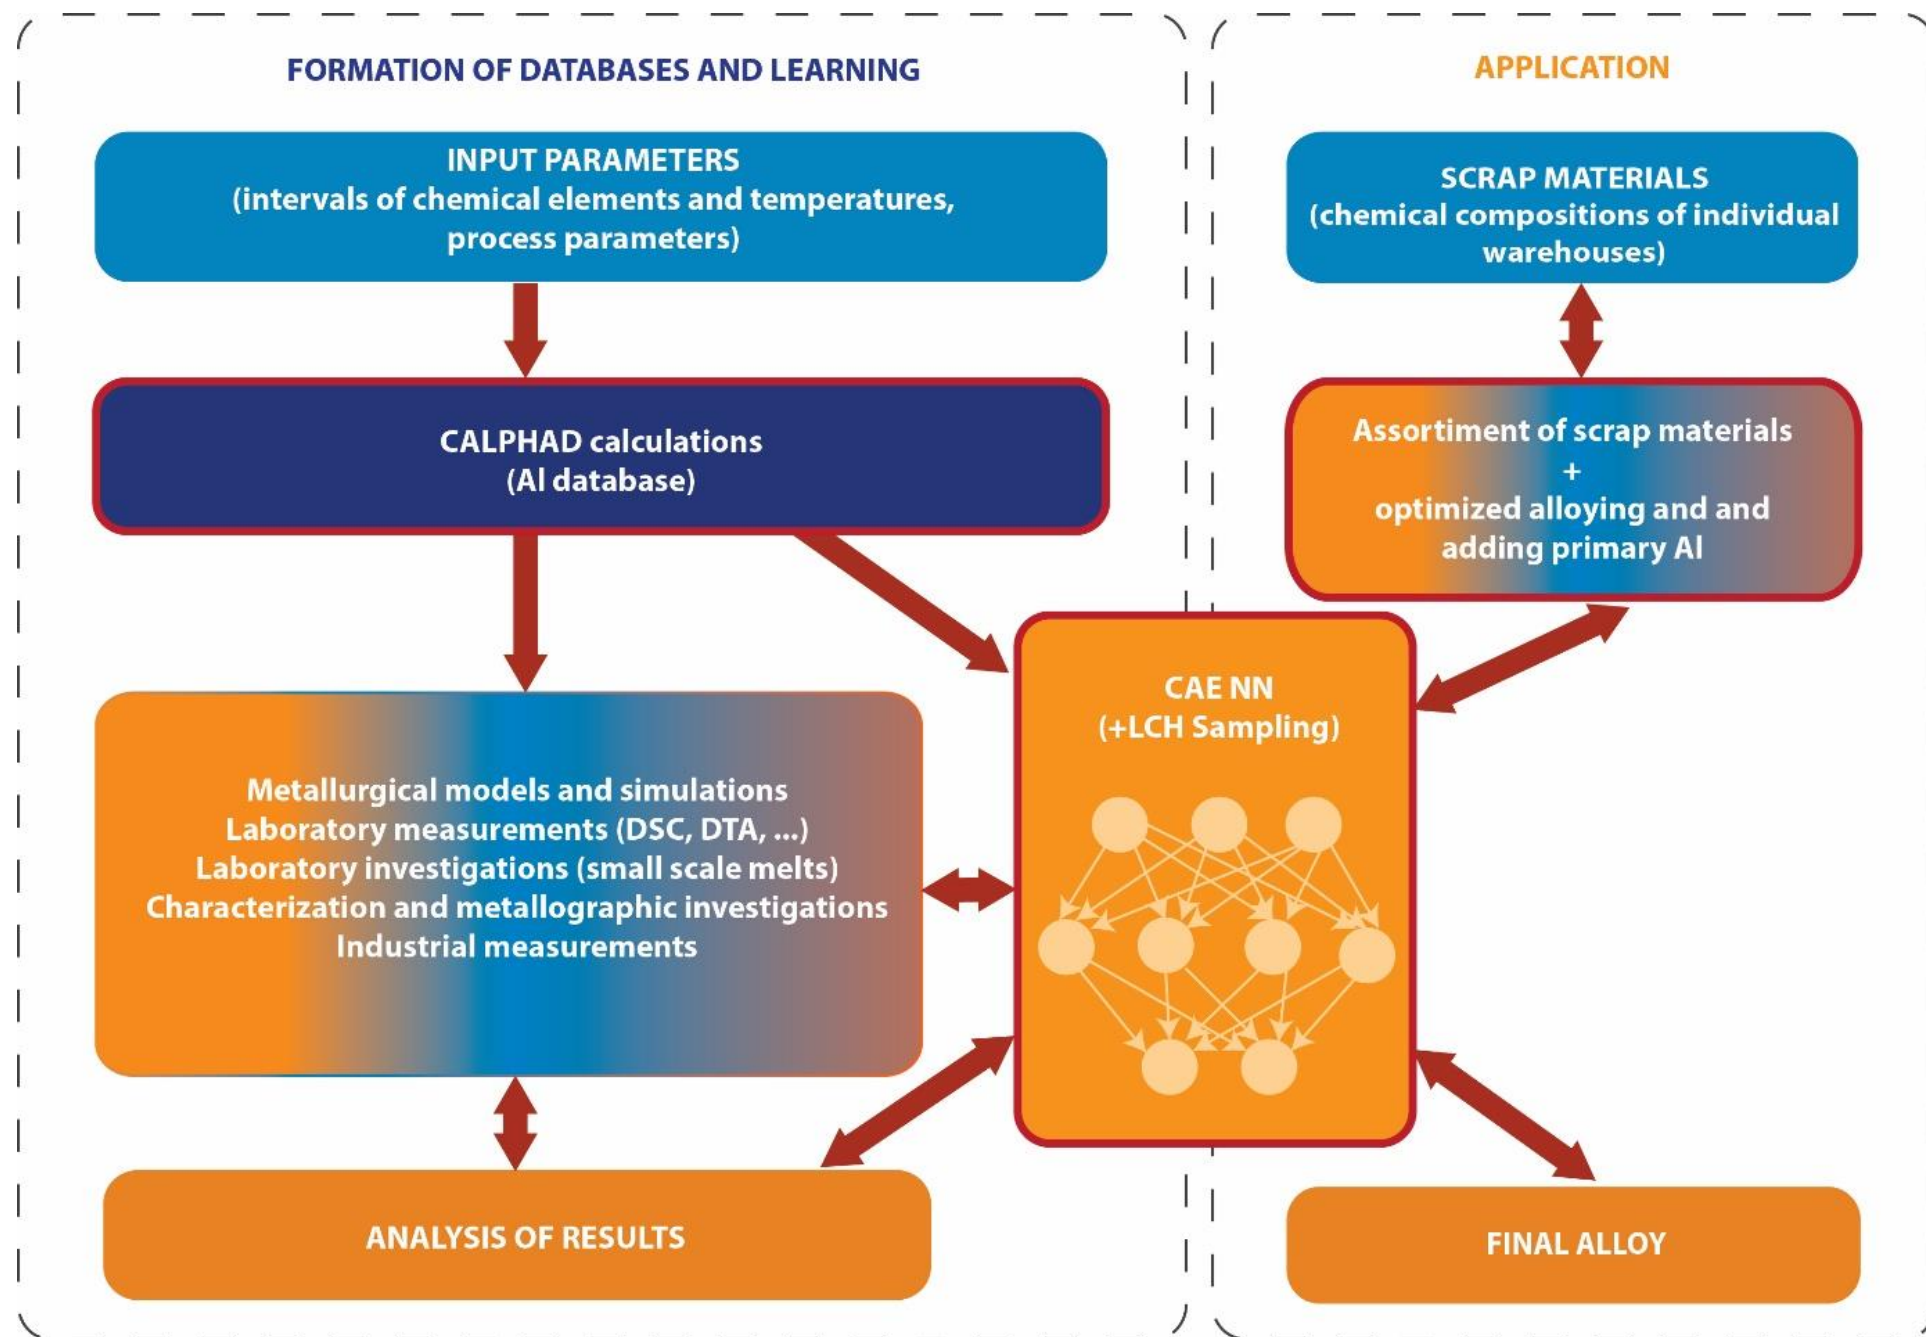 FORMATION OF DATABASES AND LEARNING
INPUT PARAMETERS
(intervals of chemical elements and temperatures,
process parameters)
CALPHAD calculations
(Al database)
Metallurgical models and simulations
Laboratory measurements (DSC, DTA, ...)
Laboratory investigations (small scale melts)
Characterization and metallographic investigations
Industrial measurements
ANALYSIS OF RESULTS
CAE NN
(+LCH Sampling)
APPLICATION
SCRAP MATERIALS
(chemical compositions of individual
warehouses)
Assortiment of scrap materials
+
optimized alloying and and
adding primary Al
FINAL ALLOY